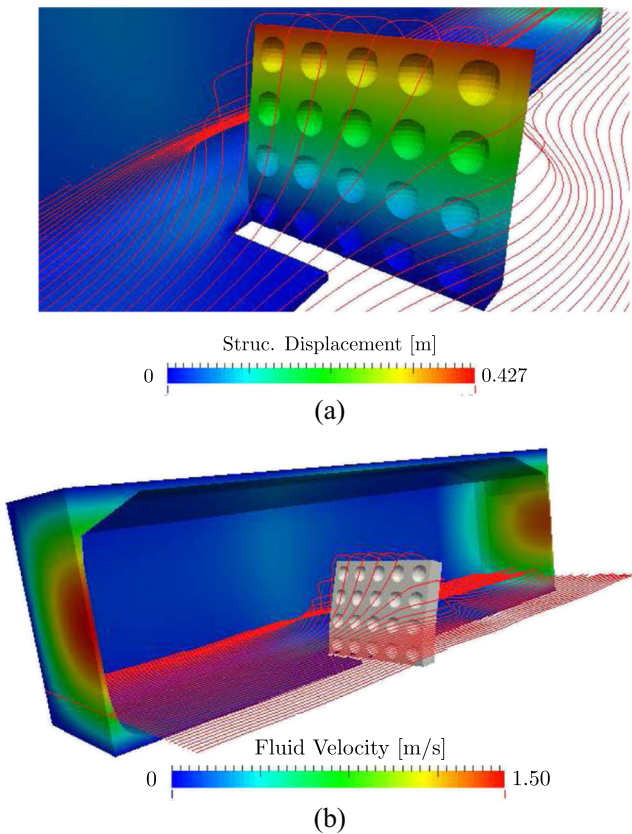 Struc. Displacement [m]
0 0.427
(a)
Fluid Velocity [m/s]
0 1.50
(b)